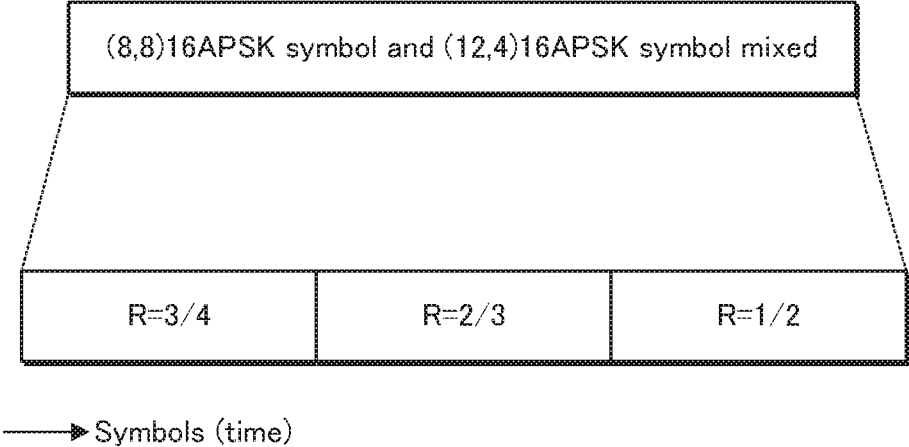 (8,8)16APSK symbol and (12,4)16APSK symbol mixed
R=3/4 R=2/3 R=1/2
Symbols (time)